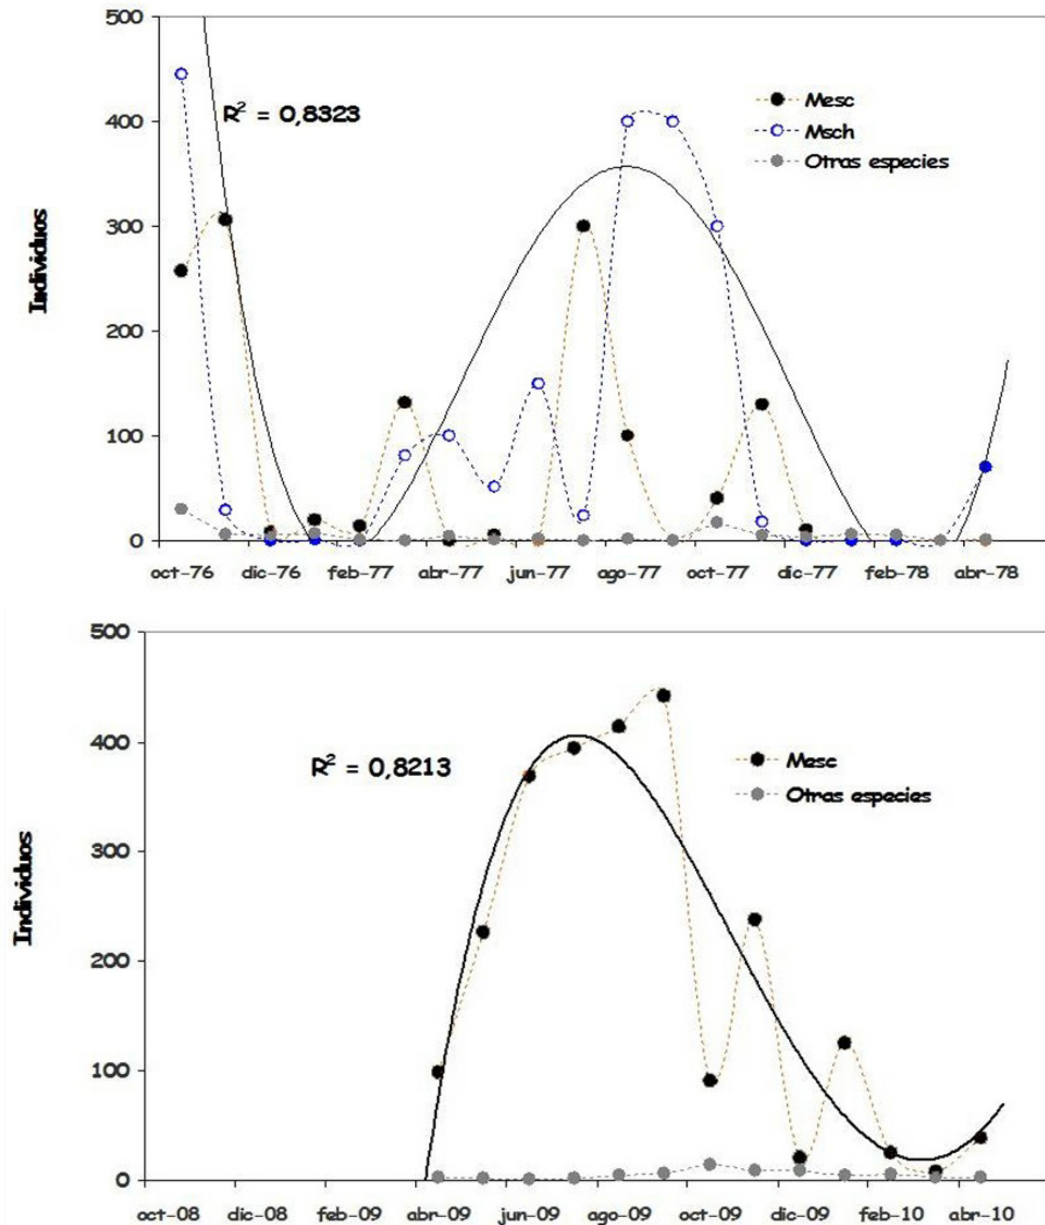 500
400
300
200
100
0
Individuos
R² = 0,8323
Mesc
Msch
Otras especies
oct-76 dic-76 feb-77 abr-77 jun-77 ago-77 oct-77 dic-77 feb-78 abr-78
500
400
300
200
100
0
Individuos
R² = 0,8213
Mesc
Otras especies
oct-08 dic-08 feb-09 abr-09 jun-09 ago-09 oct-09 dic-09 feb-10 abr-10